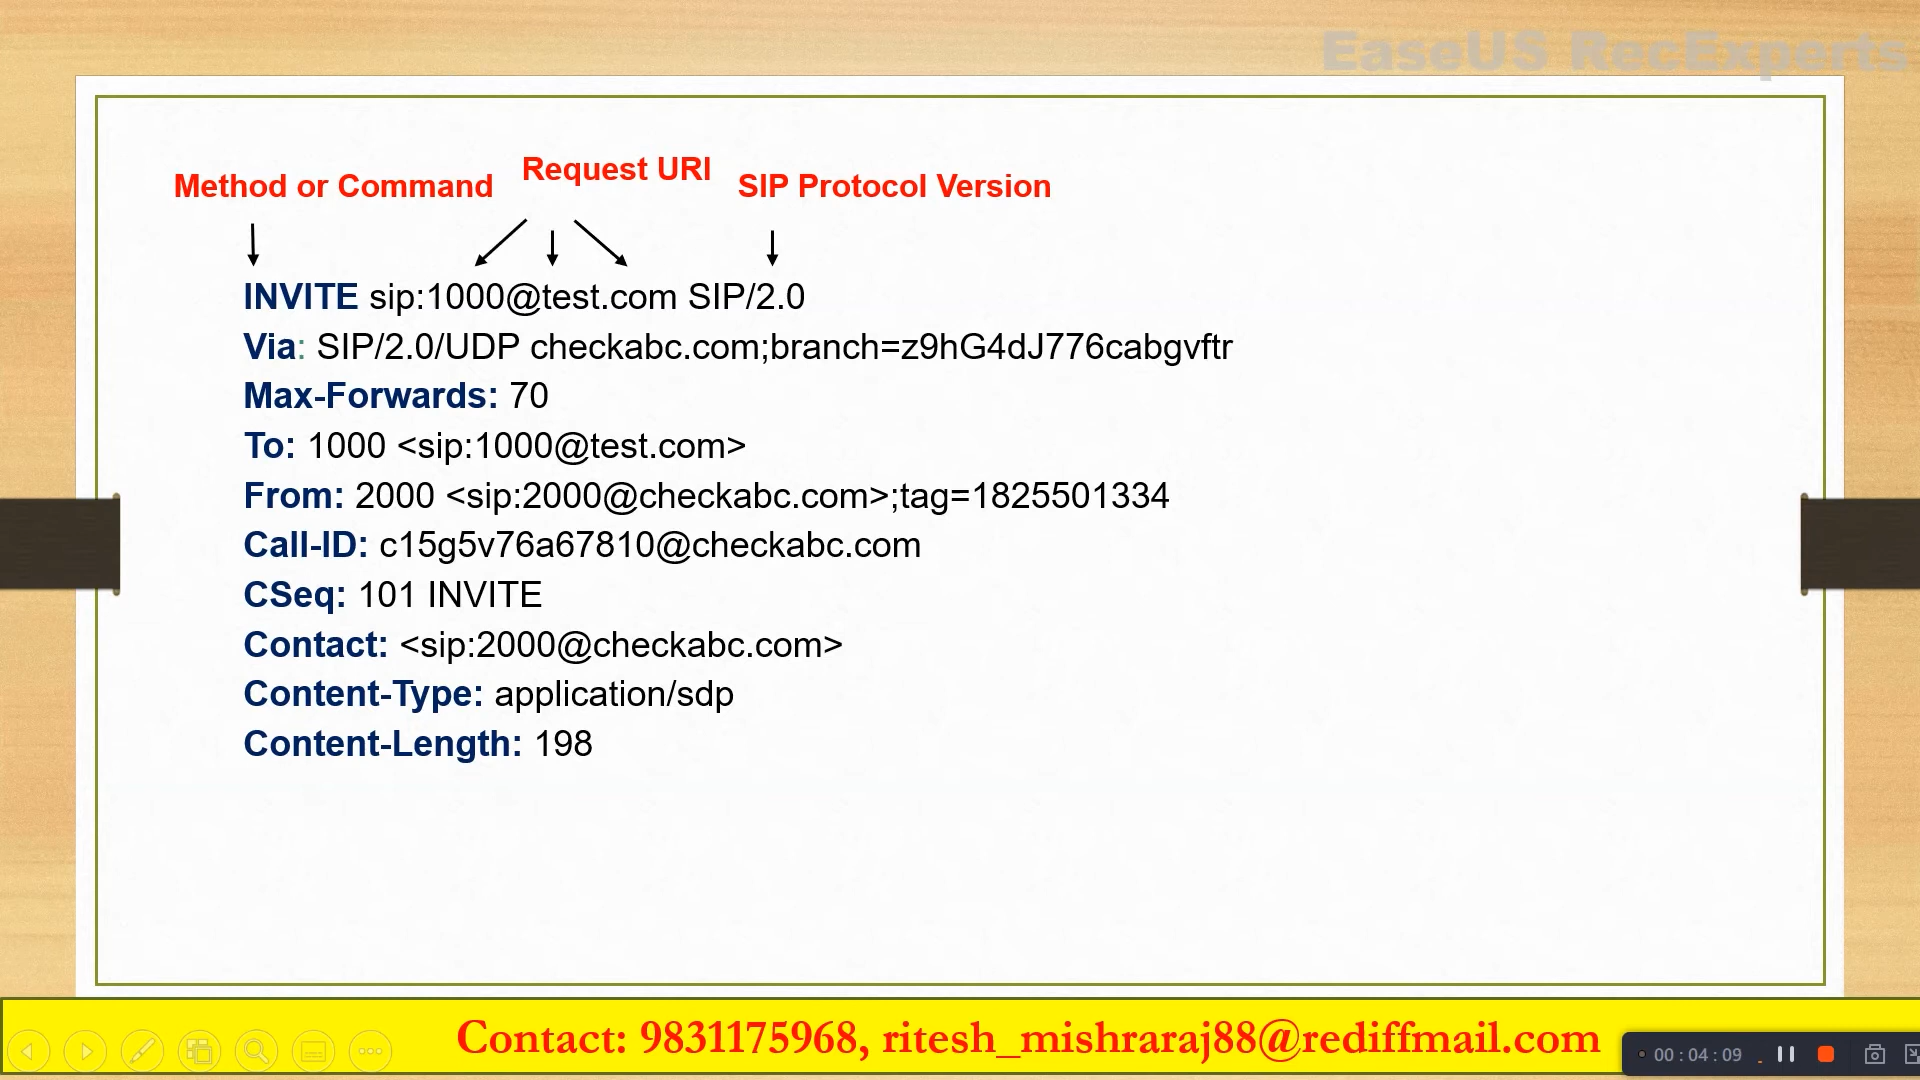 EaseUS RecExperts
Method or Command Request URI SIP Protocol Version
INVITE sip:1000@test.com SIP/2.0
Via: SIP/2.0/UDP checkabc.com;branch=z9hG4dJ776cabgvftr
Max-Forwards: 70
To: 1000 <sip:1000@test.com>
From: 2000 <sip:2000@checkabc.com>;tag=1825501334
Call-ID: c15g5v76a67810@checkabc.com
CSeq: 101 INVITE
Contact: <sip:2000@checkabc.com>
Content-Type: application/sdp
Content-Length: 198
Contact: 9831175968, ritesh_mishraraj88@rediffmail.com
00:04:09